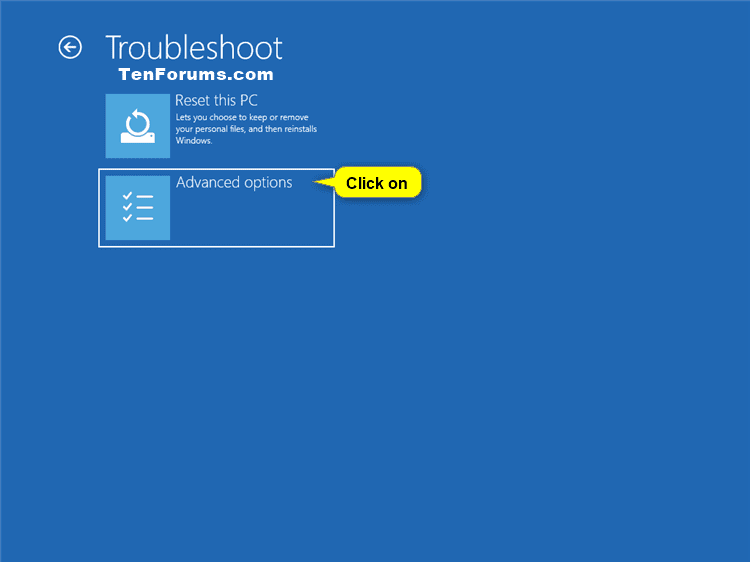 Troubleshoot
TenForums.com
Reset this PC
Lets you choose to keep or remove
your personal files, and then reinstalls
Windows.
Advanced options
Click on